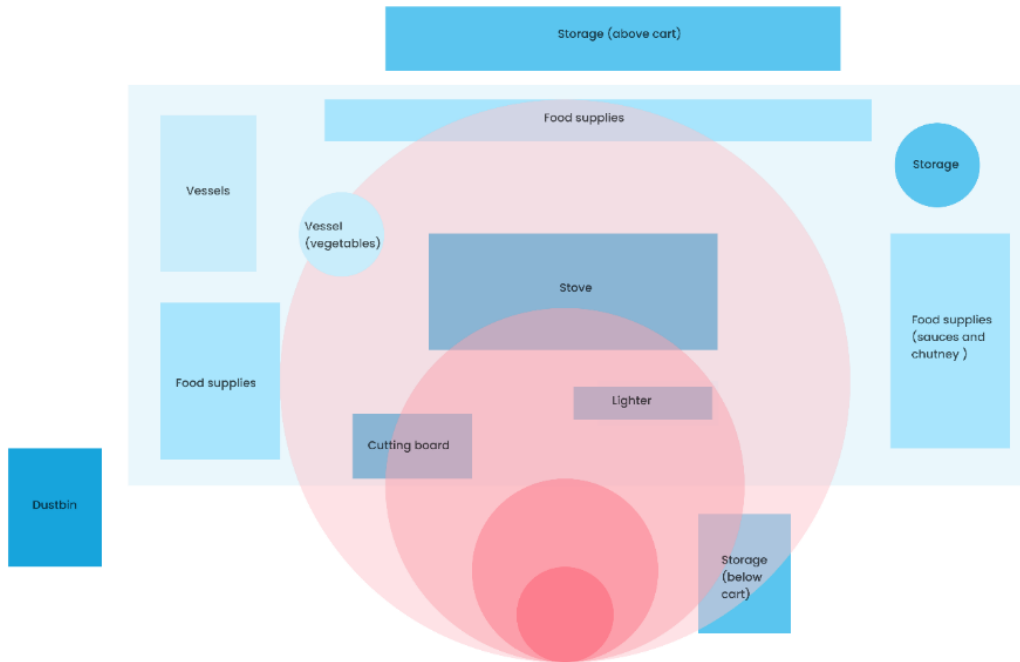 Storage (above cart)
Food supplies
Vessels
Storage
Vessel
(vegetables)
Stove
Food supplies
(sauces and
chutney )
Food supplies
Lighter
Cutting board
Dustbin
Storage
(below
cart)